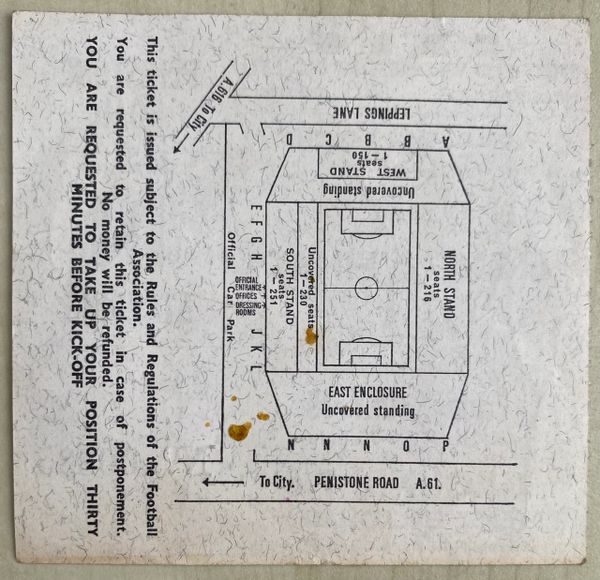 This ticket is issued subject to the Rules and Regulations of the Football
Association.
You are requested to retain this ticket in case of postponement.
No money will be refunded.
YOU ARE REQUESTED TO TAKE UP YOUR POSITION THIRTY
MINUTES BEFORE KICK-OFF
A.616 To City
LEPPINGS LANE
A B B C D
WEST STAND
seats
1-150
Uncovered standing
NORTH STAND
seats
1-216
Uncovered seats
1-230
SOUTH STAND
seats
1-251
E F G H J K L
OFFICIAL
ENTRANCE
OFFICES
DRESSING
ROOMS
Official Car Park
EAST ENCLOSURE
Uncovered standing
N N N O P
To City. PENISTONE ROAD A.61.